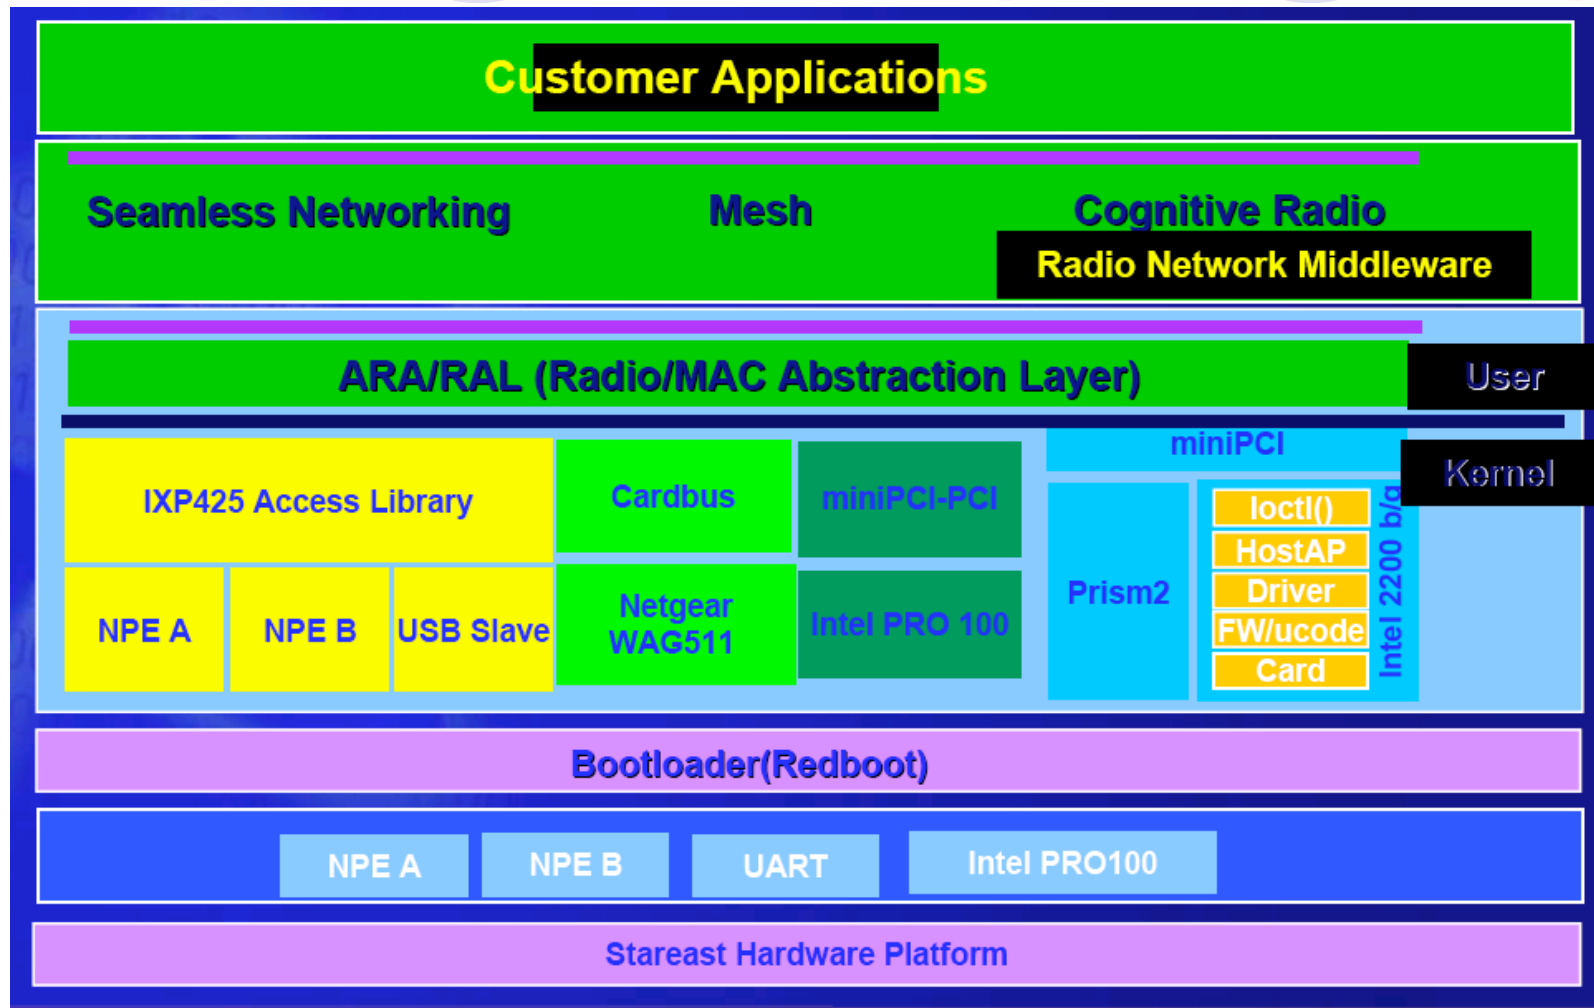 Customer Applications
Seamless Networking
Mesh
Cognitive Radio
Radio Network Middleware
ARA/RAL (Radio/MAC Abstraction Layer)
User
Kernel
IXP425 Access Library
Cardbus
miniPCI-PCI
miniPCI
NPE A
NPE B
USB Slave
Netgear
WAG511
Intel PRO 100
Prism2
Ioctl()
HostAP
Driver
FW/ucode
Card
Intel 2200 b/g
Bootloader(Redboot)
NPE A
NPE B
UART
Intel PRO100
Stareast Hardware Platform